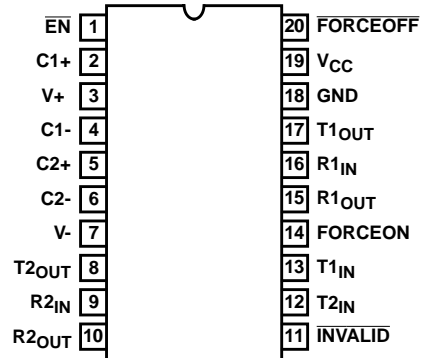 EN 1 20 FORCEOFF
C1+ 2 19 VCC
V+ 3 18 GND
C1- 4 17 T1OUT
C2+ 5 16 R1IN
C2- 6 15 R1OUT
V- 7 14 FORCEON
T2OUT 8 13 T1IN
R2IN 9 12 T2IN
R2OUT 10 11 INVALID